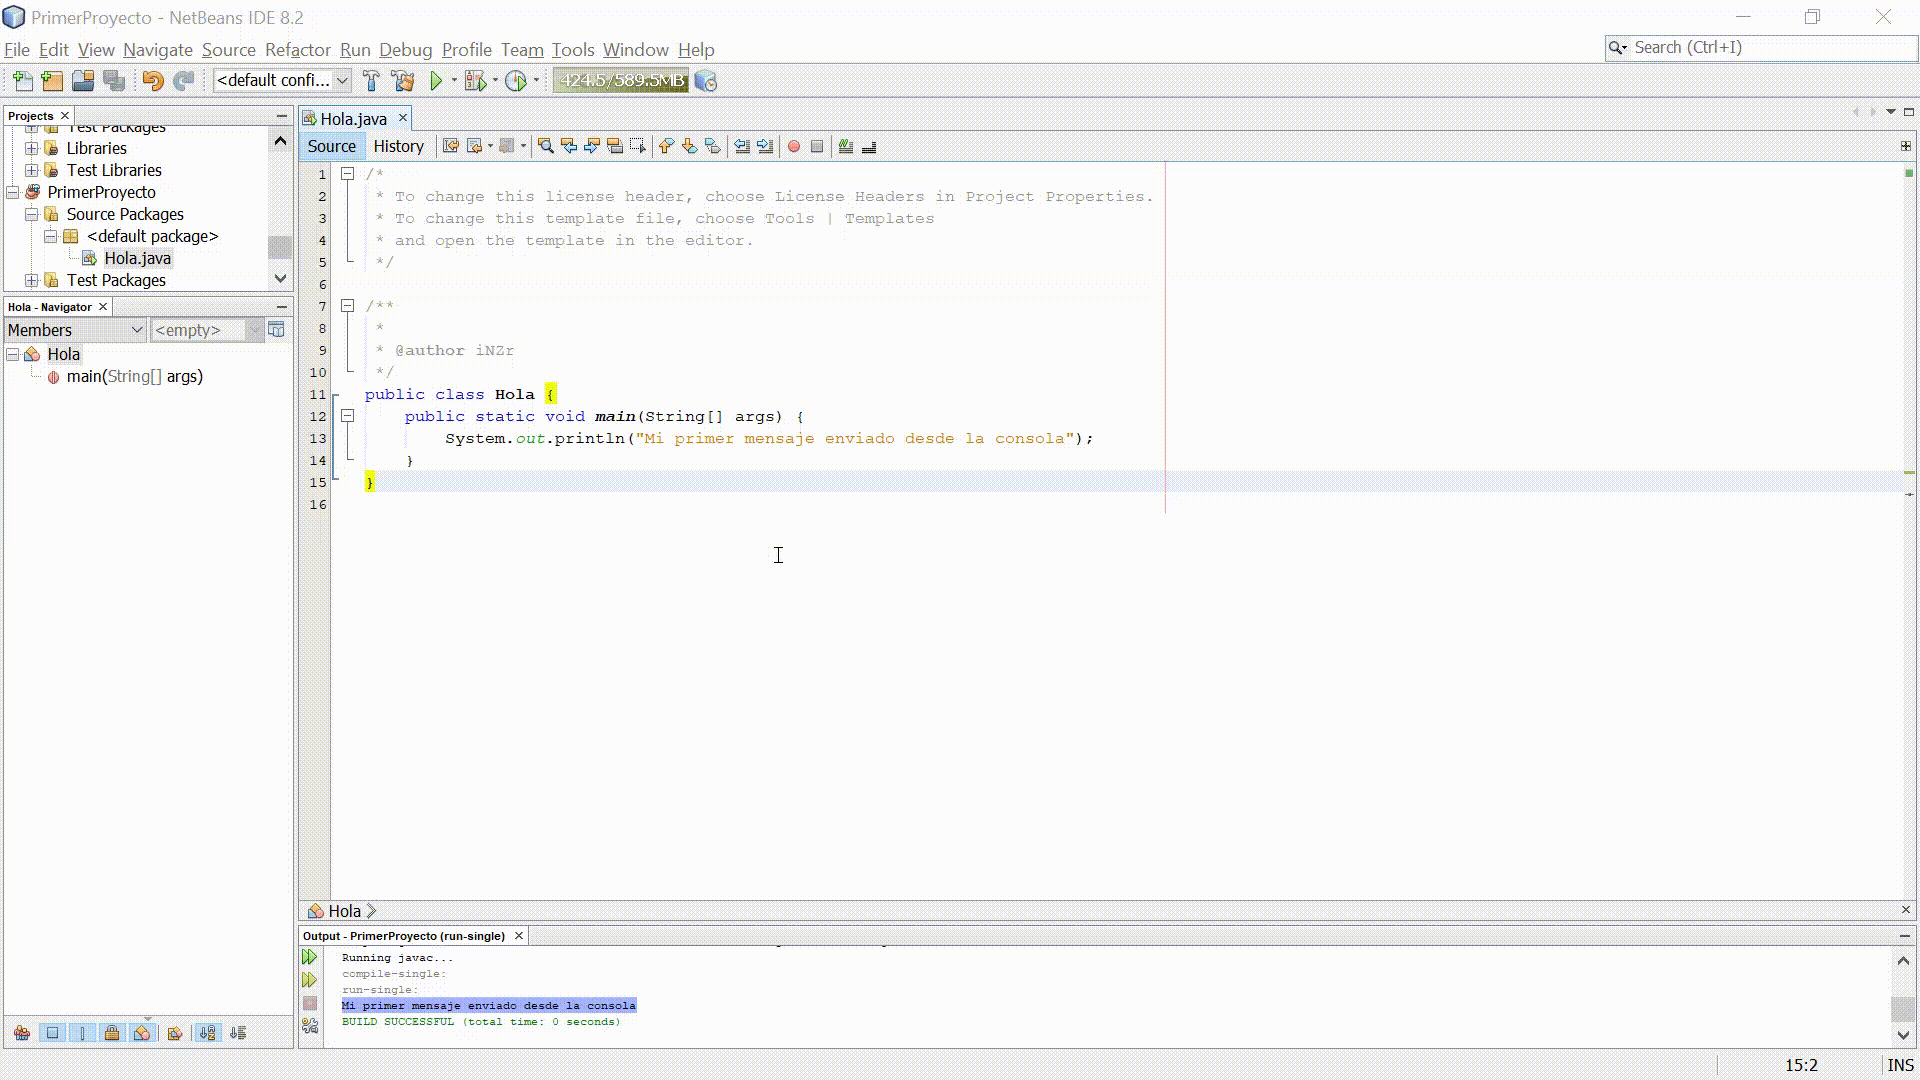 PrimerProyecto - NetBeans IDE 8.2
File Edit View Navigate Source Refactor Run Debug Profile Team Tools Window Help
Search (Ctrl+I)
<default confi...
424.5/589.5MB
Projects
Test Packages
Libraries
Test Libraries
PrimerProyecto
Source Packages
<default package>
Hola.java
Test Packages
Hola - Navigator
Members
<empty>
Hola
main(String[] args)
Hola.java
Source History
1 /*
2 * To change this license header, choose License Headers in Project Properties.
3 * To change this template file, choose Tools | Templates
4 * and open the template in the editor.
5 */
6
7 /**
8 *
9 * @author iNZr
10 */
11 public class Hola {
12 public static void main(String[] args) {
13 System.out.println("Mi primer mensaje enviado desde la consola");
14 }
15 }
16
Hola
Output - PrimerProyecto (run-single)
Running javac...
compile-single:
run-single:
Mi primer mensaje enviado desde la consola
BUILD SUCCESSFUL (total time: 0 seconds)
15:2 INS